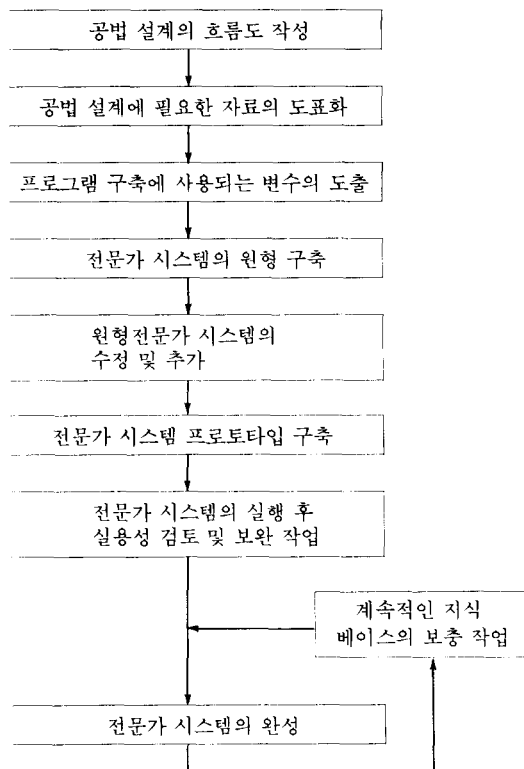 공법 설계의 흐름도 작성
공법 설계에 필요한 자료의 도표화
프로그램 구축에 사용되는 변수의 도출
전문가 시스템의 원형 구축
원형전문가 시스템의
수정 및 추가
전문가 시스템 프로토타입 구축
전문가 시스템의 실행 후
실용성 검토 및 보완 작업
계속적인 지식
베이스의 보충 작업
전문가 시스템의 완성